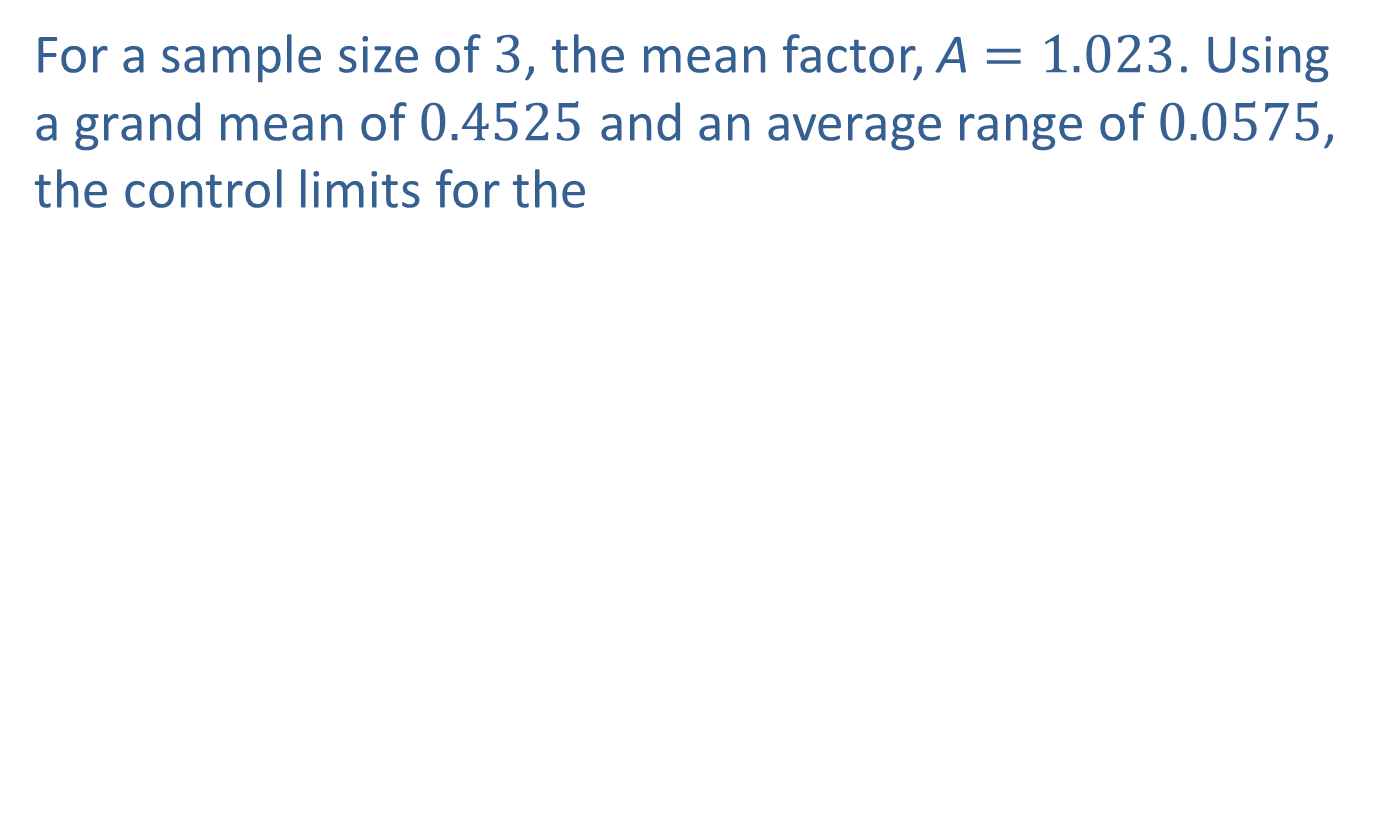 For a sample size of 3, the mean factor, A = 1.023. Using
a grand mean of 0.4525 and an average range of 0.0575,
the control limits for the